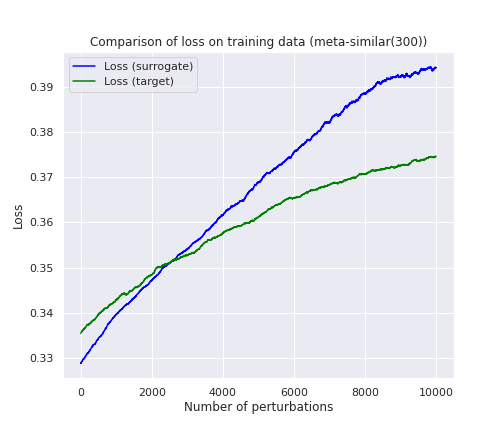 Comparison of loss on training data (meta-similar(300))
Loss (surrogate)
Loss (target)
0.39
0.38
0.37
0.36
0.35
0.34
0.33
Loss
0 2000 4000 6000 8000 10000
Number of perturbations